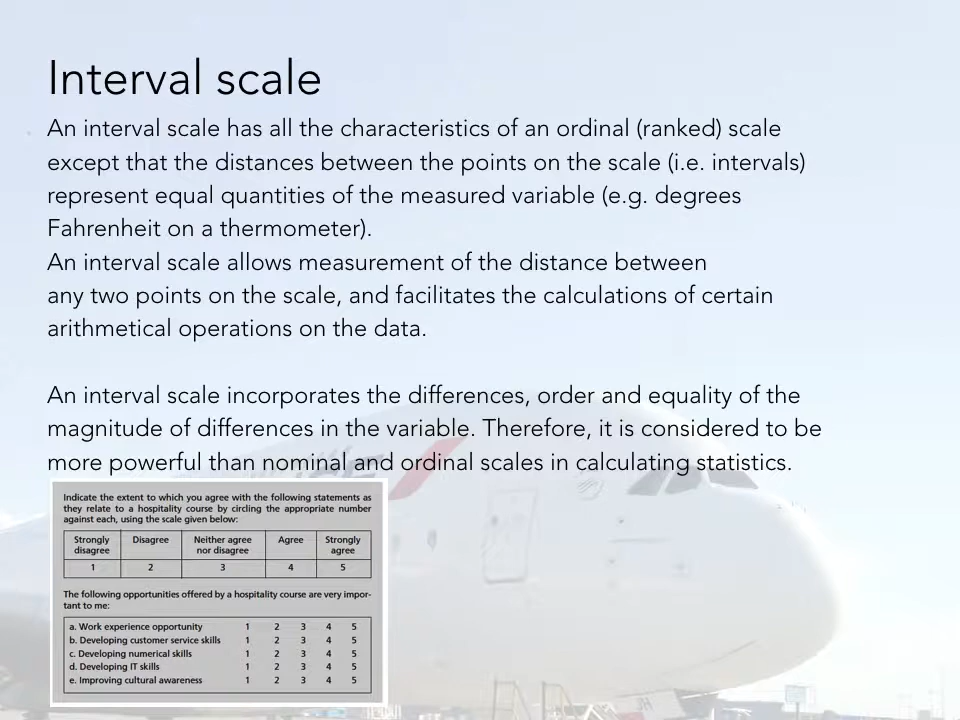 Interval scale
An interval scale has all the characteristics of an ordinal (ranked) scale
except that the distances between the points on the scale (i.e. intervals)
represent equal quantities of the measured variable (e.g. degrees
Fahrenheit on a thermometer).
An interval scale allows measurement of the distance between
any two points on the scale, and facilitates the calculations of certain
arithmetical operations on the data.
An interval scale incorporates the differences, order and equality of the
magnitude of differences in the variable. Therefore, it is considered to be
more powerful than nominal and ordinal scales in calculating statistics.
Indicate the extent to which you agree with the following statements as
they relate to a hospitality course by circling the appropriate number
against each, using the scale given below:
Strongly Disagree Neither agree Agree Strongly
disagree nor disagree agree
1 2 3 4 5
The following opportunities offered by a hospitality course are very impor-
tant to me:
a. Work experience opportunity 1 2 3 4 5
b. Developing customer service skills 1 2 3 4 5
c. Developing numerical skills 1 2 3 4 5
d. Developing IT skills 1 2 3 4 5
e. Improving cultural awareness 1 2 3 4 5